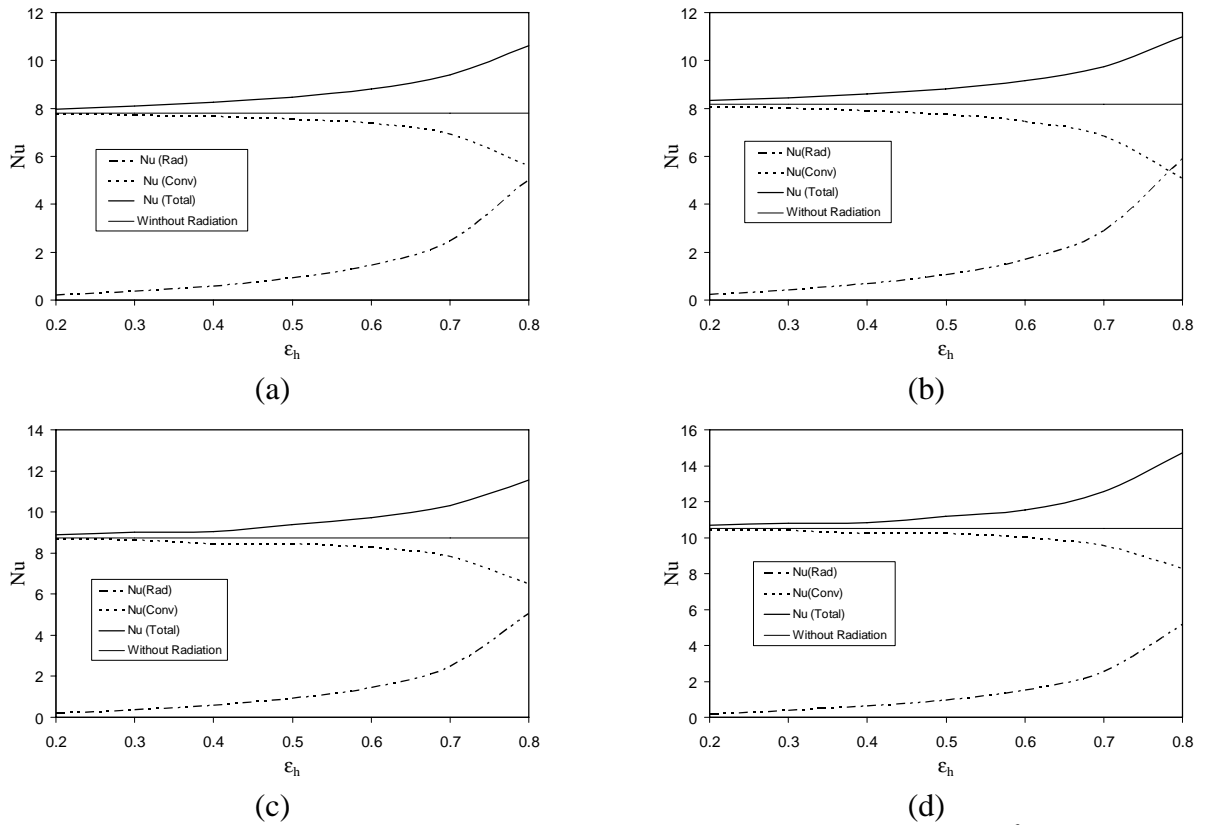 12
10
8
6
4
2
0
Nu
Nu (Rad)
Nu (Conv)
Nu (Total)
Winthout Radiation
0.2 0.3 0.4 0.5 0.6 0.7 0.8
εh
(a)
12
10
8
6
4
2
0
Nu
Nu(Rad)
Nu(Conv)
Nu (Total)
Without Radiation
0.2 0.3 0.4 0.5 0.6 0.7 0.8
εh
(b)
14
12
10
8
6
4
2
0
Nu
Nu(Rad)
Nu(Conv)
Nu (Total)
Without Radiation
0.2 0.3 0.4 0.5 0.6 0.7 0.8
εh
(c)
16
14
12
10
8
6
4
2
0
Nu
Nu(Rad)
Nu(Conv)
Nu (Total)
Without Radiation
0.2 0.3 0.4 0.5 0.6 0.7 0.8
εh
(d)